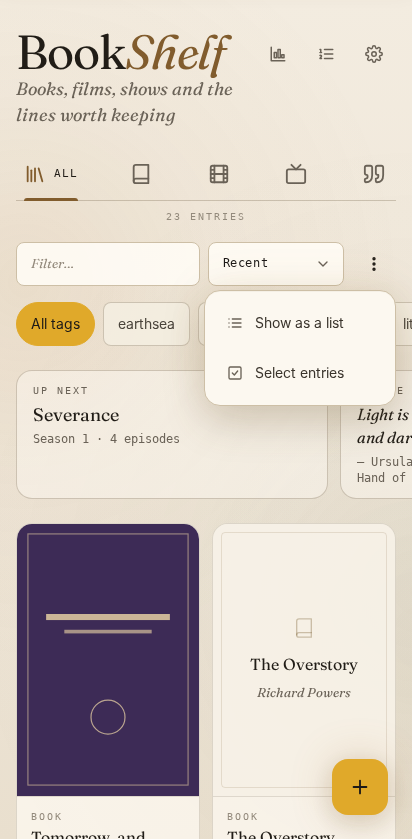 BookShelf
Books, films, shows and the
lines worth keeping
ALL
23 ENTRIES
Filter...
Recent
All tags
earthsea
Show as a list
Select entries
UP NEXT
Severance
Season 1 · 4 episodes
Light is
and dar
— Ursula
Hand of
The Overstory
Richard Powers
BOOK
Tomorrow, and
BOOK
The Overstory